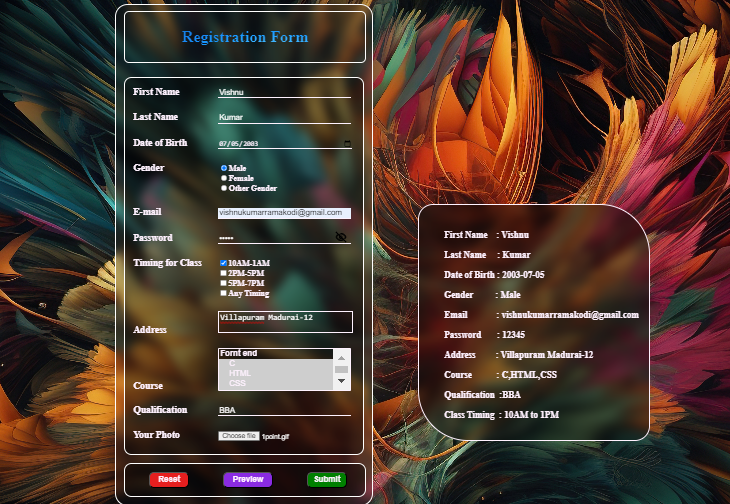 Registration Form
First Name Vishnu
Last Name Kumar
Date of Birth 07/05/2003
Gender Male
Female
Other Gender
E-mail vishnukumarramakodi@gmail.com
Password •••••
Timing for Class 10AM-1AM
2PM-5PM
5PM-7PM
Any Timing
Address Villapuram Madurai-12
Course Fornt end
C
HTML
CSS
Qualification BBA
Your Photo Choose file 1point.gif
Reset Preview Submit
First Name : Vishnu
Last Name : Kumar
Date of Birth : 2003-07-05
Gender : Male
Email : vishnukumarramakodi@gmail.com
Password : 12345
Address : Villapuram Madurai-12
Course : C,HTML,CSS
Qualification :BBA
Class Timing : 10AM to 1PM